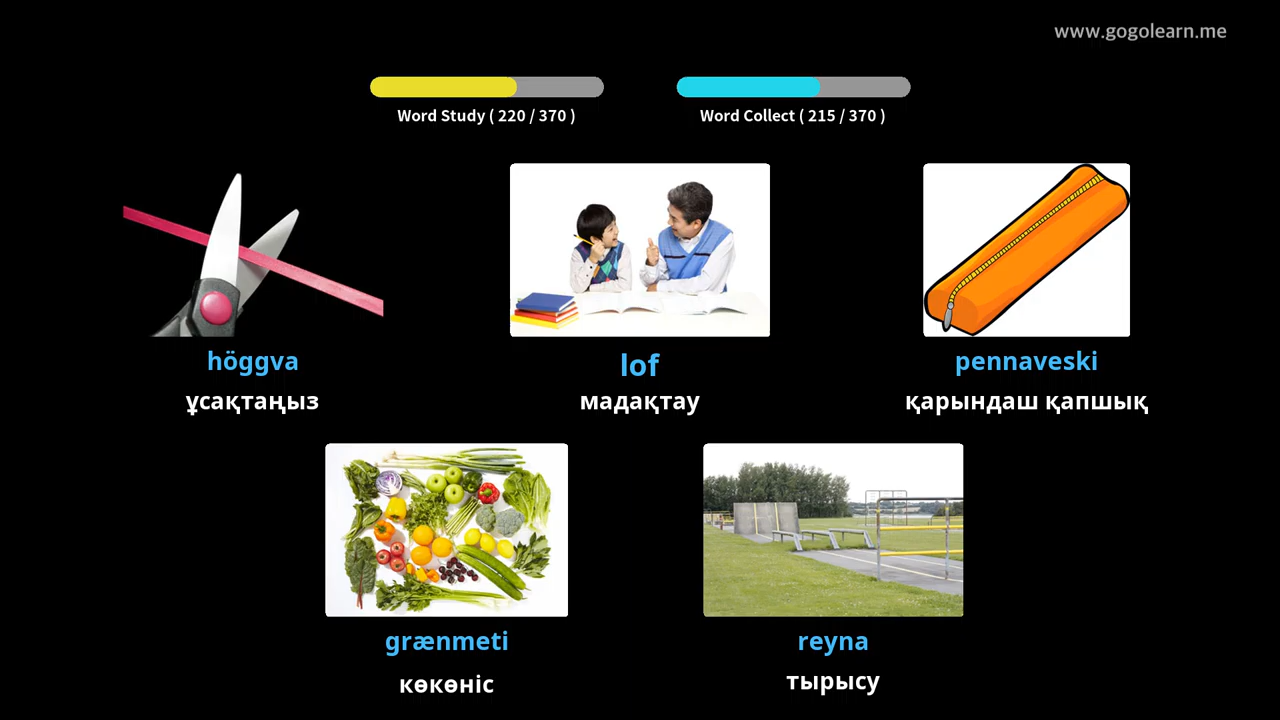 www.gogolearn.me
Word Study ( 220 / 370 )
Word Collect ( 215 / 370 )
höggva
ұсақтаңыз
lof
мадақтау
pennaveski
қарындаш қапшық
grænmeti
көкөніс
reyna
тырысу